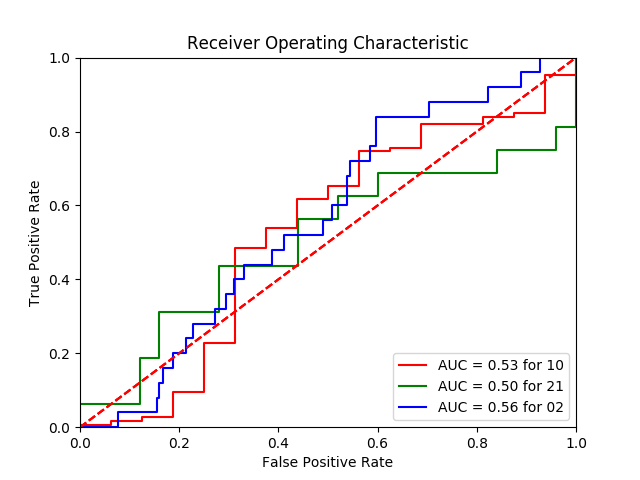 Receiver Operating Characteristic
True Positive Rate
1.0
0.8
0.6
0.4
0.2
0.0
AUC = 0.53 for 10
AUC = 0.50 for 21
AUC = 0.56 for 02
0.0 0.2 0.4 0.6 0.8 1.0
False Positive Rate